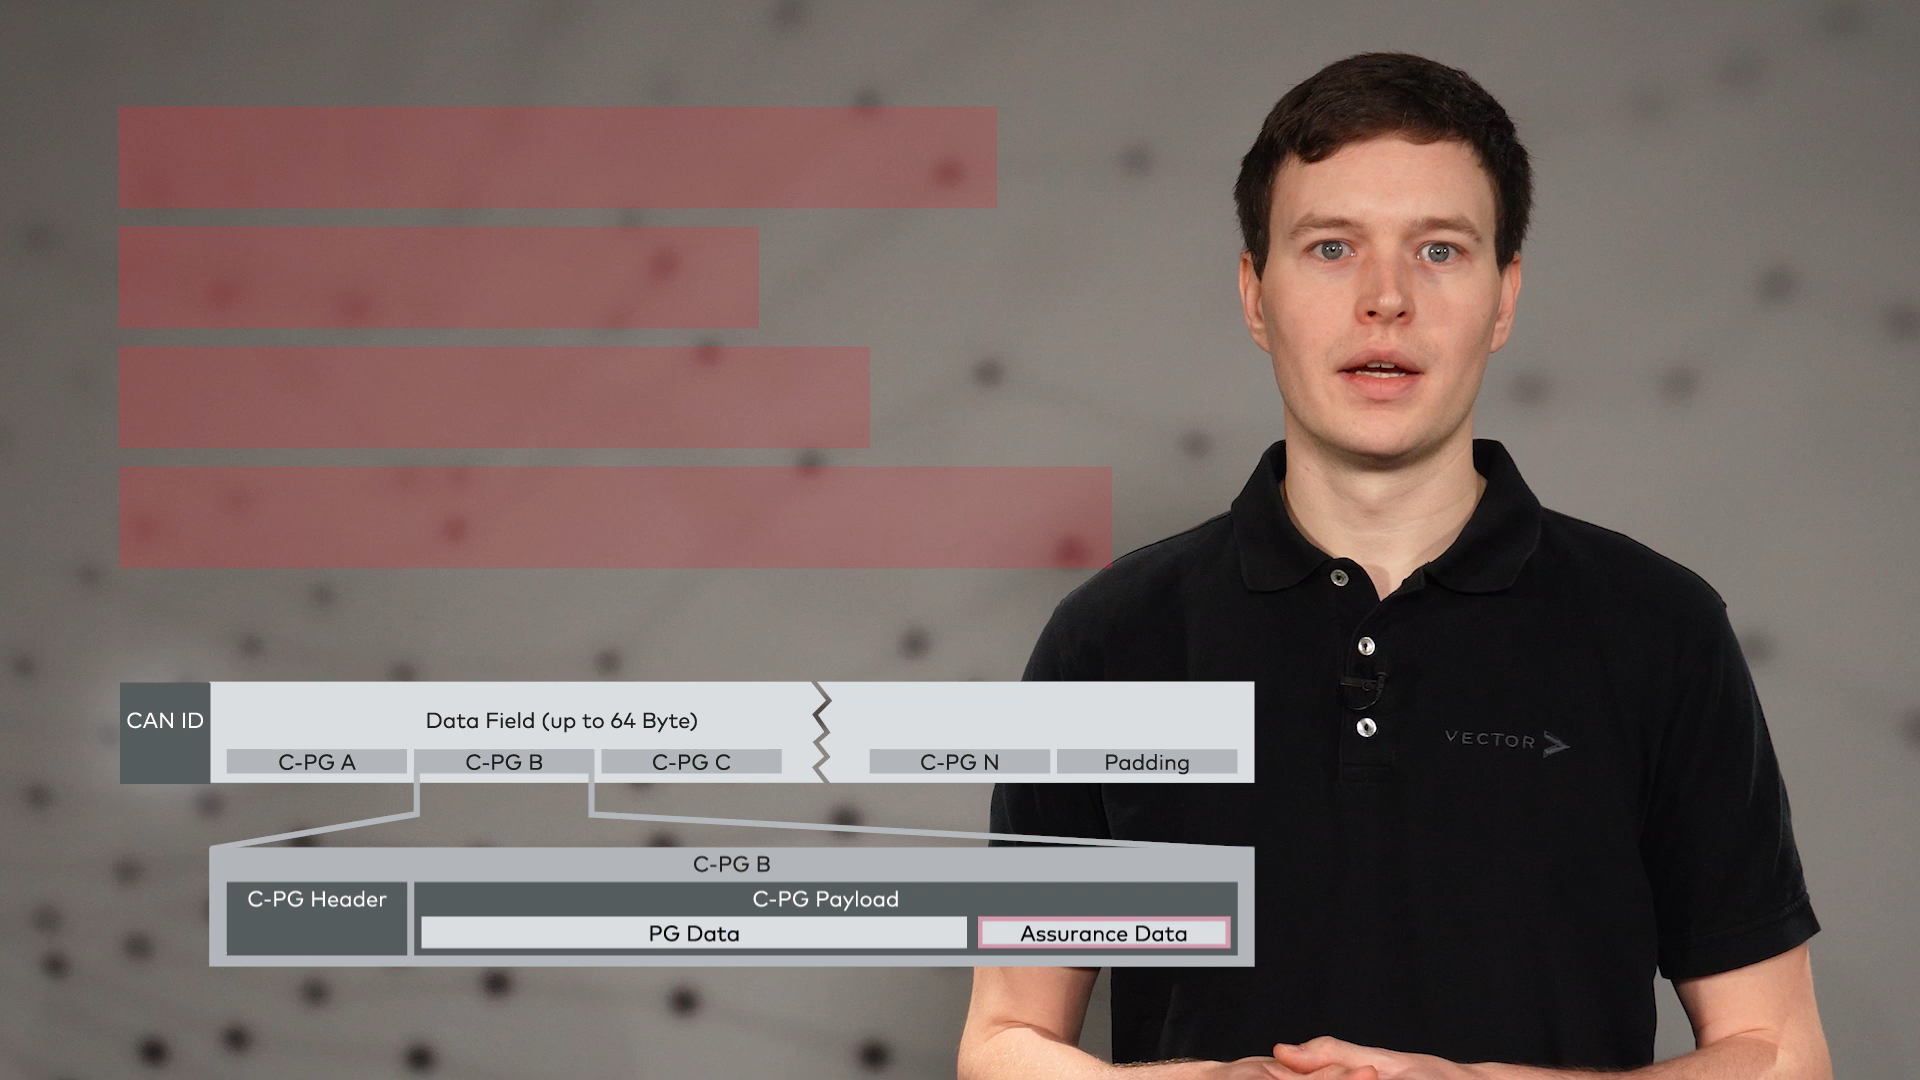 CAN ID
Data Field (up to 64 Byte)
C-PG A
C-PG B
C-PG C
C-PG N
Padding
C-PG B
C-PG Header
C-PG Payload
PG Data
Assurance Data
VECTOR